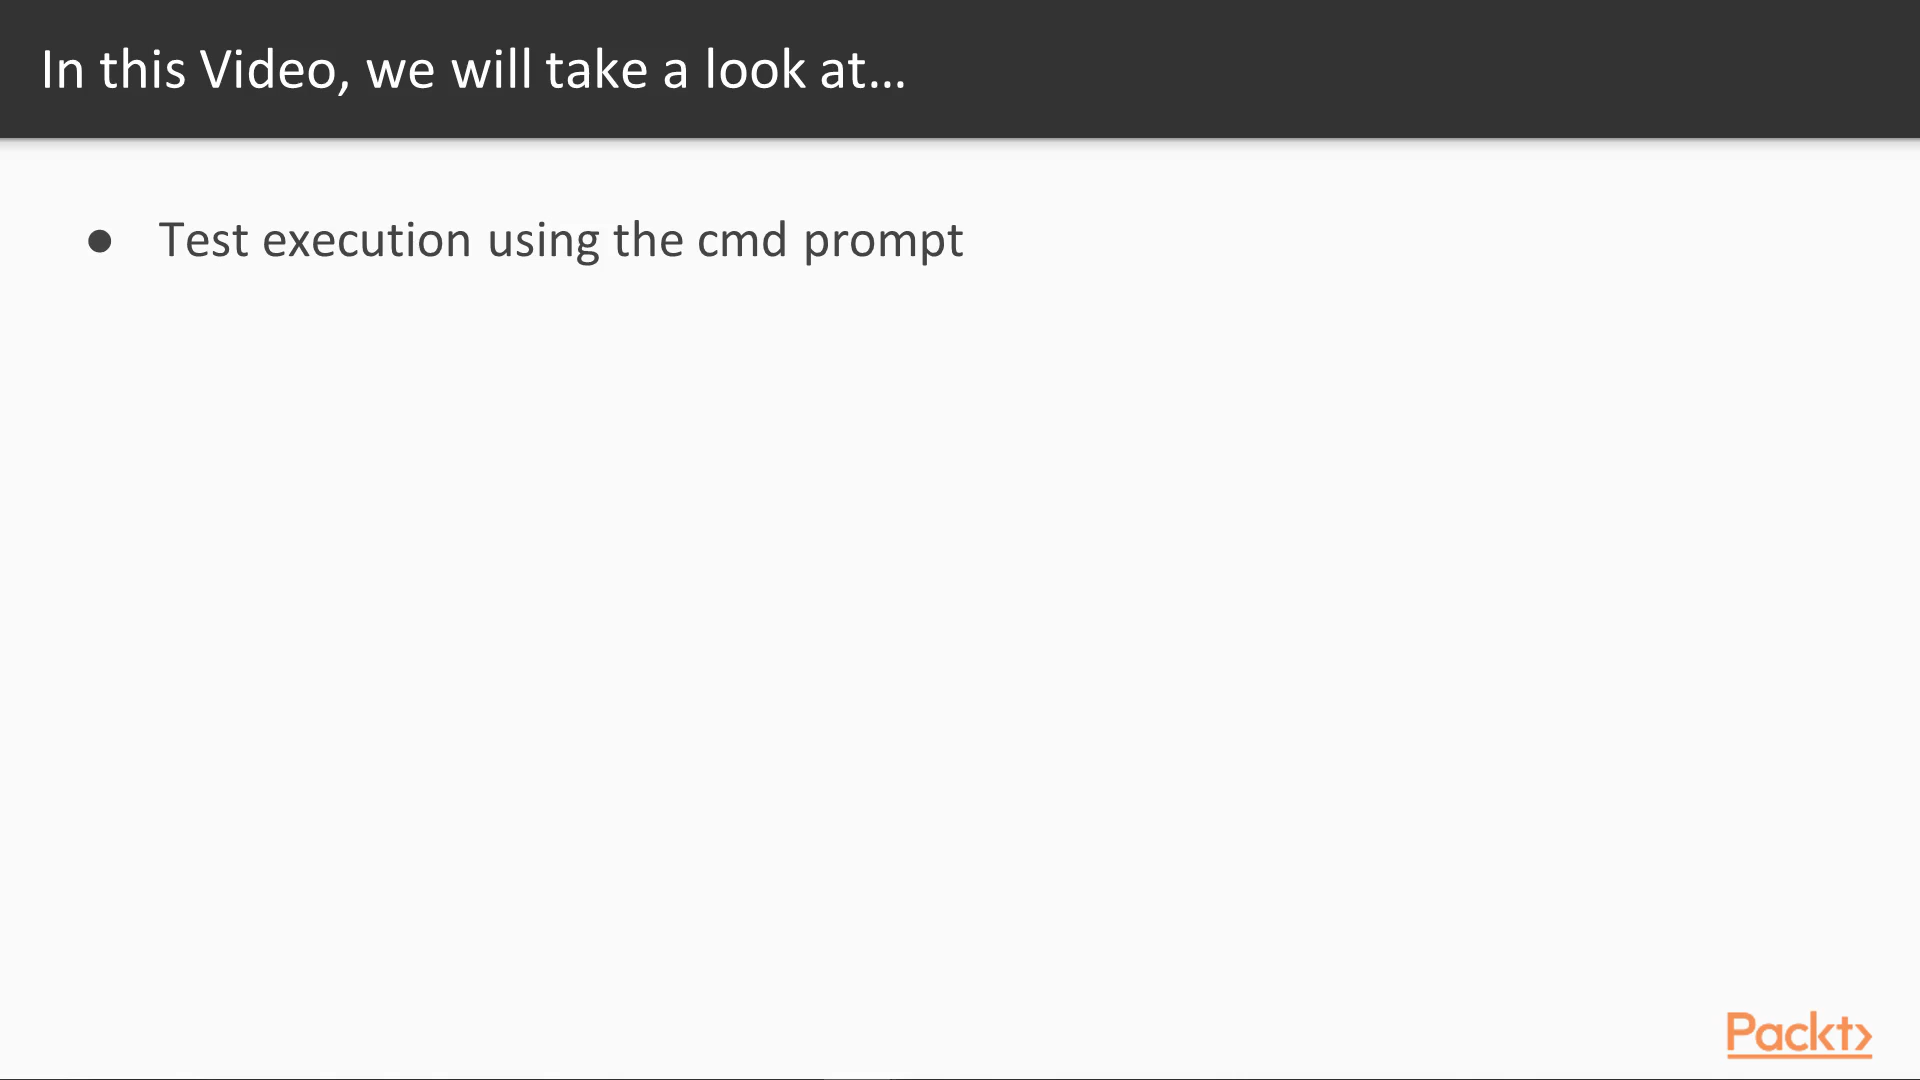 In this Video, we will take a look at...
● Test execution using the cmd prompt
Packt>